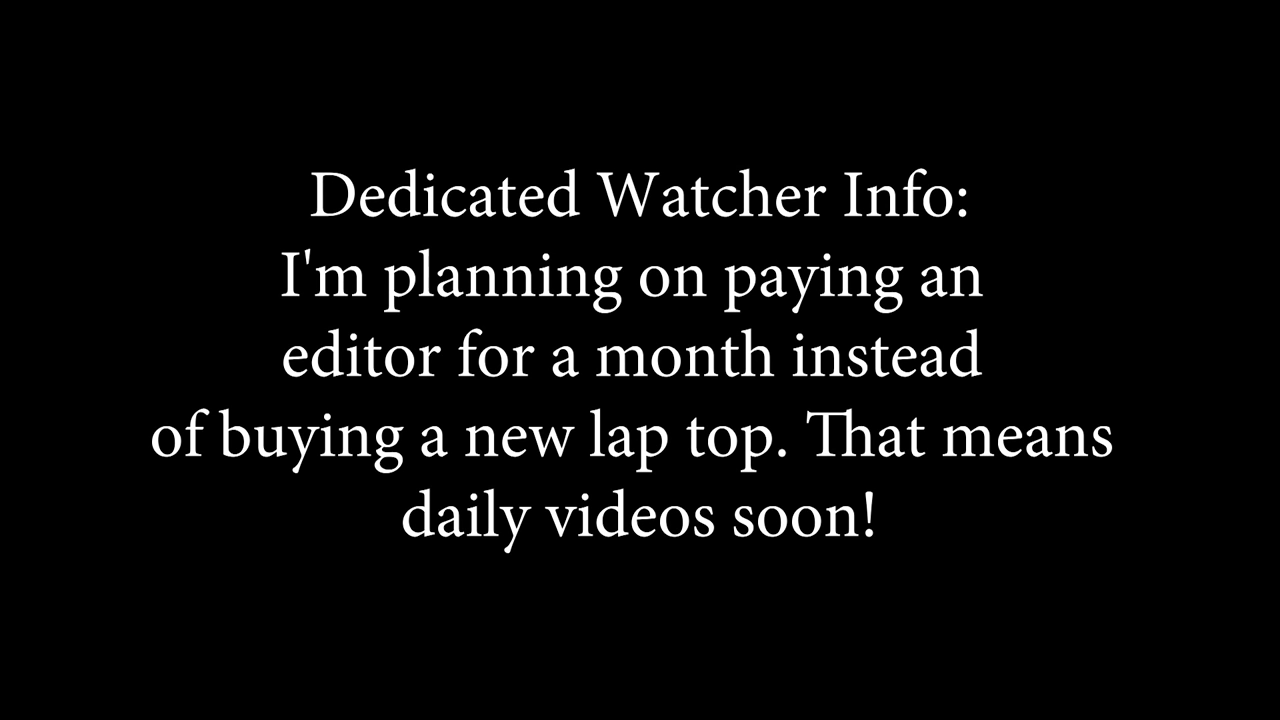 Dedicated Watcher Info:
I'm planning on paying an
editor for a month instead
of buying a new lap top. That means
daily videos soon!